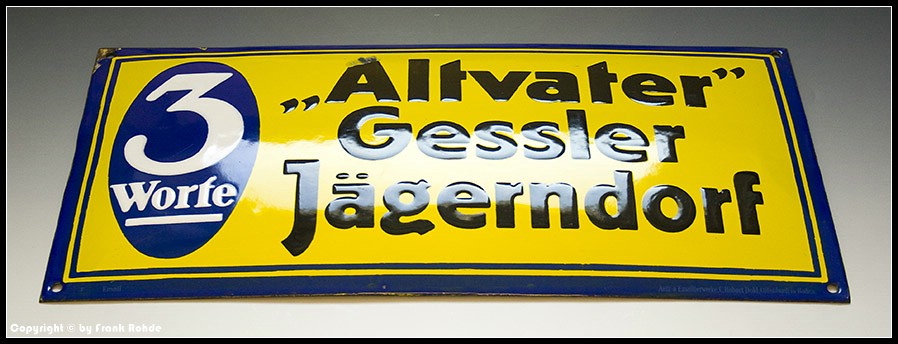 3
Worte
„Altvater”
Gessler
Jägerndorf
Copyright © by Frank Rohde